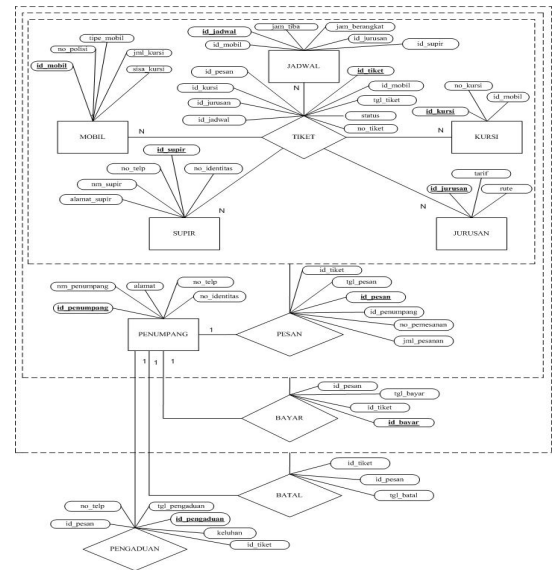 tipe_mobil
no_polisi
jml_kursi
id_mobil
sisa_kursi
MOBIL
N
jam_tiba
jam_berangkat
id_jadwal
id_jurusan
id_mobil
id_supir
JADWAL
N
id_pesan
id_tiket
id_kursi
id_mobil
id_jurusan
tgl_tiket
id_jadwal
status
no_tiket
TIKET
no_kursi
id_mobil
id_kursi
N
KURSI
id_supir
no_telp
no_identitas
nm_supir
alamat_supir
N
SUPIR
tarif
id_jurusan
rute
N
JURUSAN
nm_penumpang
alamat
no_telp
id_penumpang
no_identitas
PENUMPANG
1
1
1
1
id_tiket
tgl_pesan
id_pesan
id_penumpang
no_pemesanan
jml_pesanan
PESAN
id_pesan
tgl_bayar
id_tiket
id_bayar
BAYAR
id_tiket
id_pesan
tgl_batal
BATAL
no_telp
tgl_pengaduan
id_pesan
id_pengaduan
keluhan
id_tiket
PENGADUAN